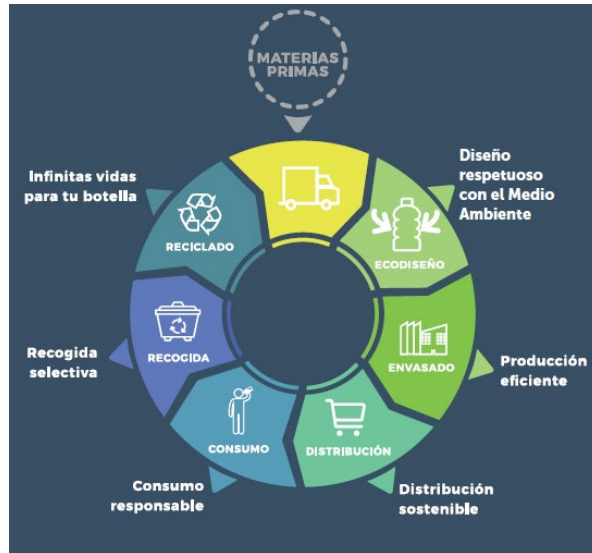 MATERÍAS
PRIMAS
Diseño
respetuoso
con el Medio
Ambiente
ECODISEÑO
ENVASADO
Producción
eficiente
DISTRIBUCIÓN
Distribución
sostenible
CONSUMO
Consumo
responsable
RECOGIDA
Recogida
selectiva
RECICLADO
Infinitas vidas
para tu botella